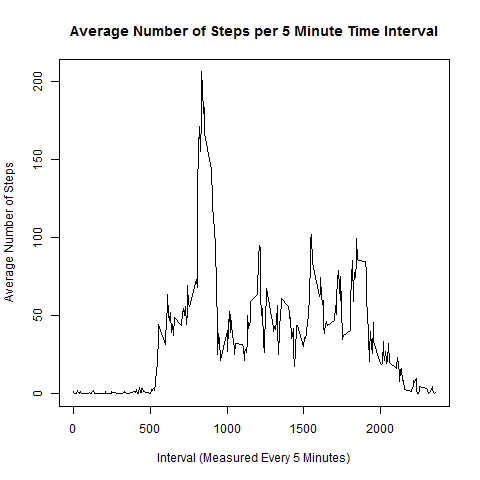 Average Number of Steps per 5 Minute Time Interval
Average Number of Steps
200
150
100
50
0
0 500 1000 1500 2000
Interval (Measured Every 5 Minutes)